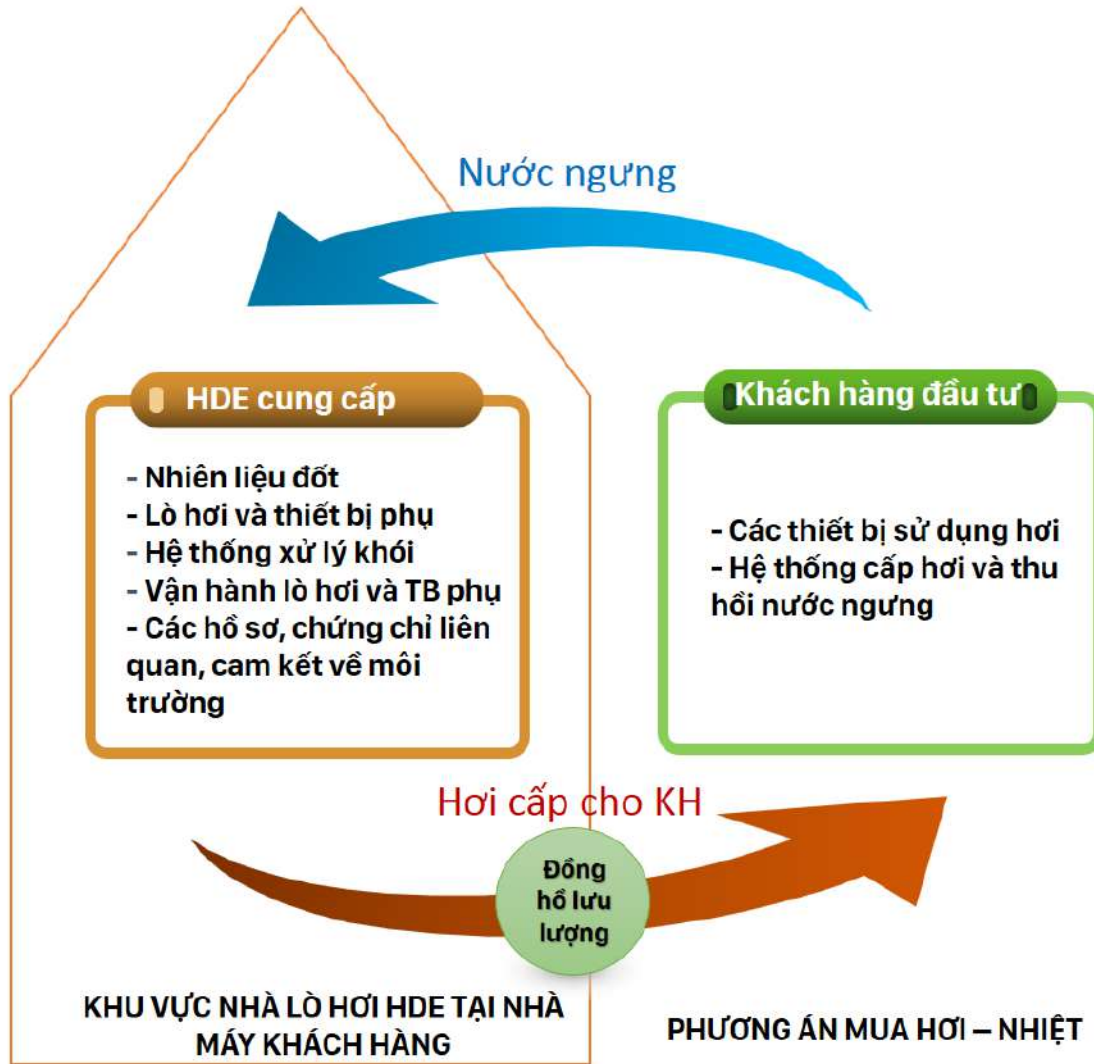 Nước ngưng
HDE cung cấp
- Nhiên liệu đốt
- Lò hơi và thiết bị phụ
- Hệ thống xử lý khói
- Vận hành lò hơi và TB phụ
- Các hồ sơ, chứng chỉ liên
quan, cam kết về môi
trường
Khách hàng đầu tư
- Các thiết bị sử dụng hơi
- Hệ thống cấp hơi và thu
hồi nước ngưng
Hơi cấp cho KH
Đồng
hồ lưu
lượng
KHU VỰC NHÀ LÒ HƠI HDE TẠI NHÀ
MÁY KHÁCH HÀNG
PHƯƠNG ÁN MUA HƠI – NHIỆT